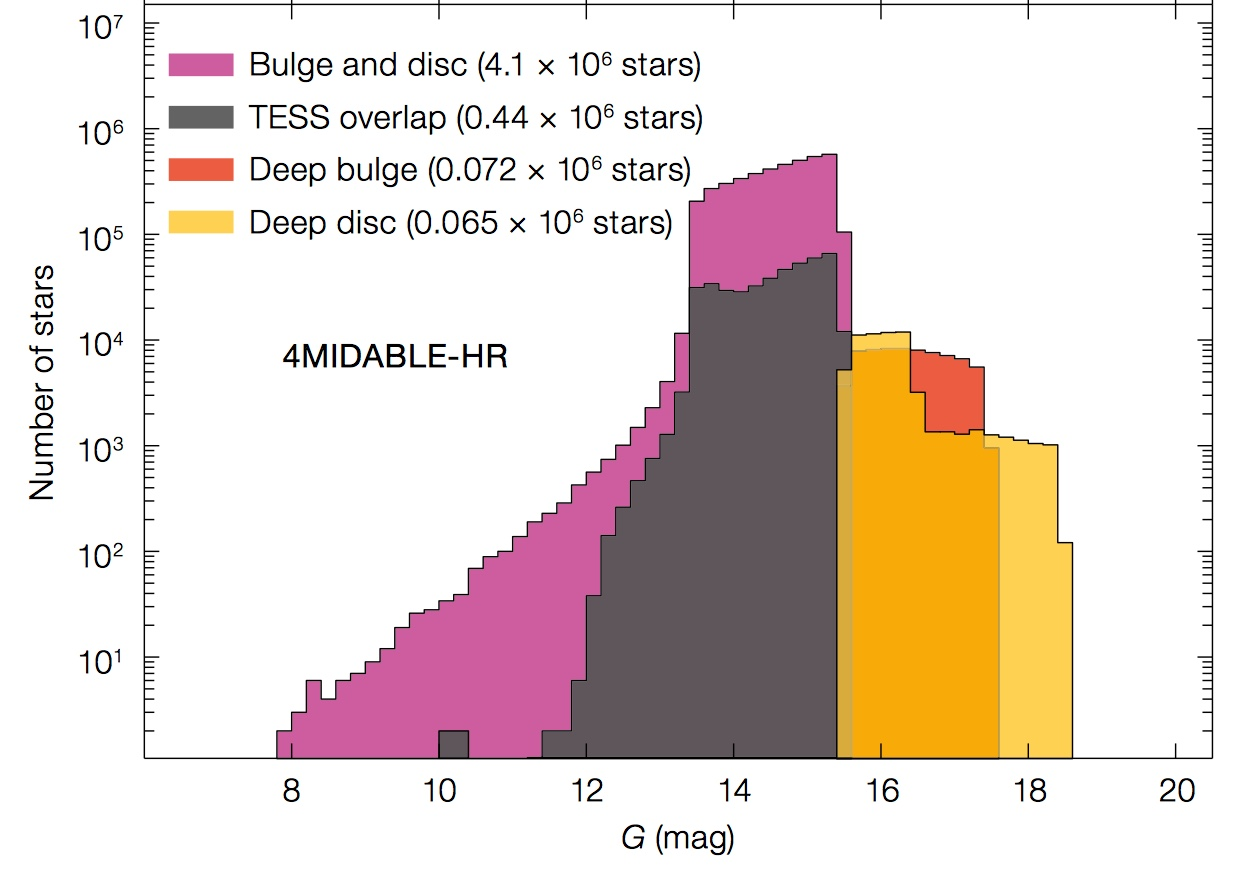 10⁷
10⁶
10⁵
10⁴
10³
10²
10¹
Number of stars
Bulge and disc (4.1 × 10⁶ stars)
TESS overlap (0.44 × 10⁶ stars)
Deep bulge (0.072 × 10⁶ stars)
Deep disc (0.065 × 10⁶ stars)
4MIDABLE-HR
8 10 12 14 16 18 20
G (mag)